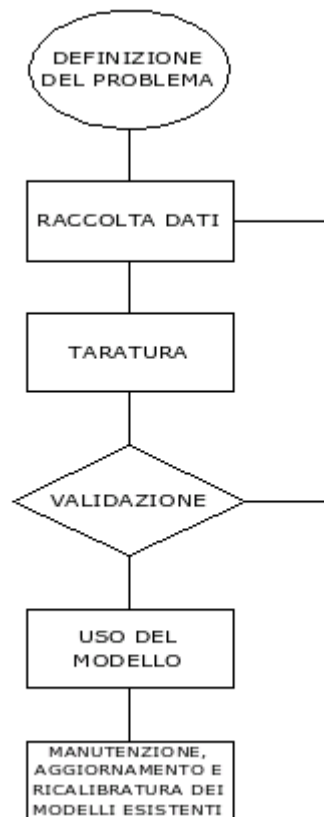 DEFINIZIONE
DEL PROBLEMA
RACCOLTA DATI
TARATURA
VALIDAZIONE
USO DEL
MODELLO
MANUTENZIONE,
AGGIORNAMENTO E
RICALIBRATURA DEI
MODELLI ESISTENTI